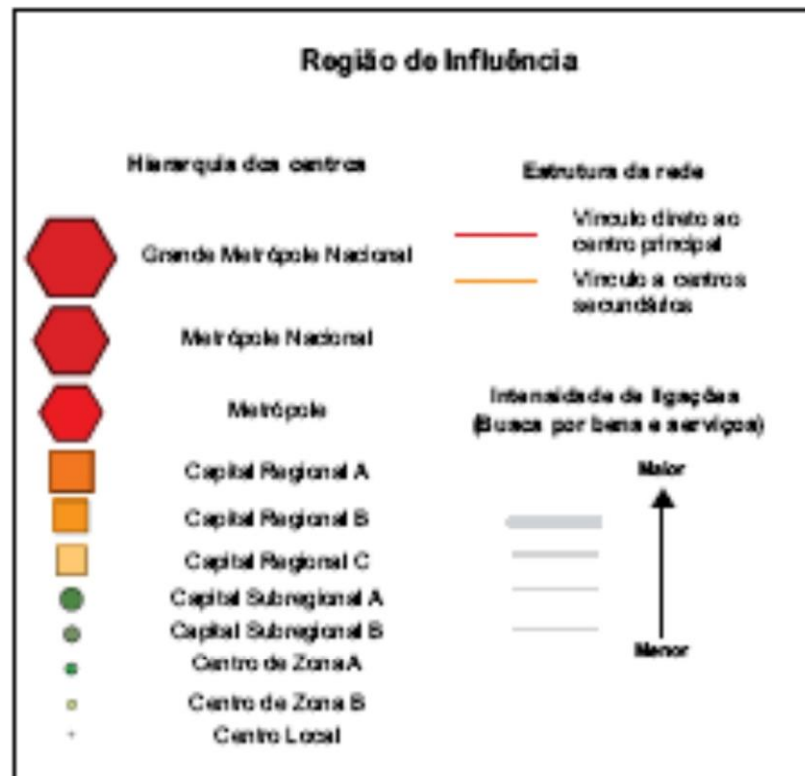 Região de Influência
Hierarquia dos centros
Grande Metrópole Nacional
Metrópole Nacional
Metrópole
Capital Regional A
Capital Regional B
Capital Regional C
Capital Subregional A
Capital Subregional B
Centro de Zona A
Centro de Zona B
Centro Local
Estrutura da rede
Vínculo direto ao
centro principal
Vínculo a centros
secundários
Intensidade de ligações
(Busca por bens e serviços)
Maior
Menor